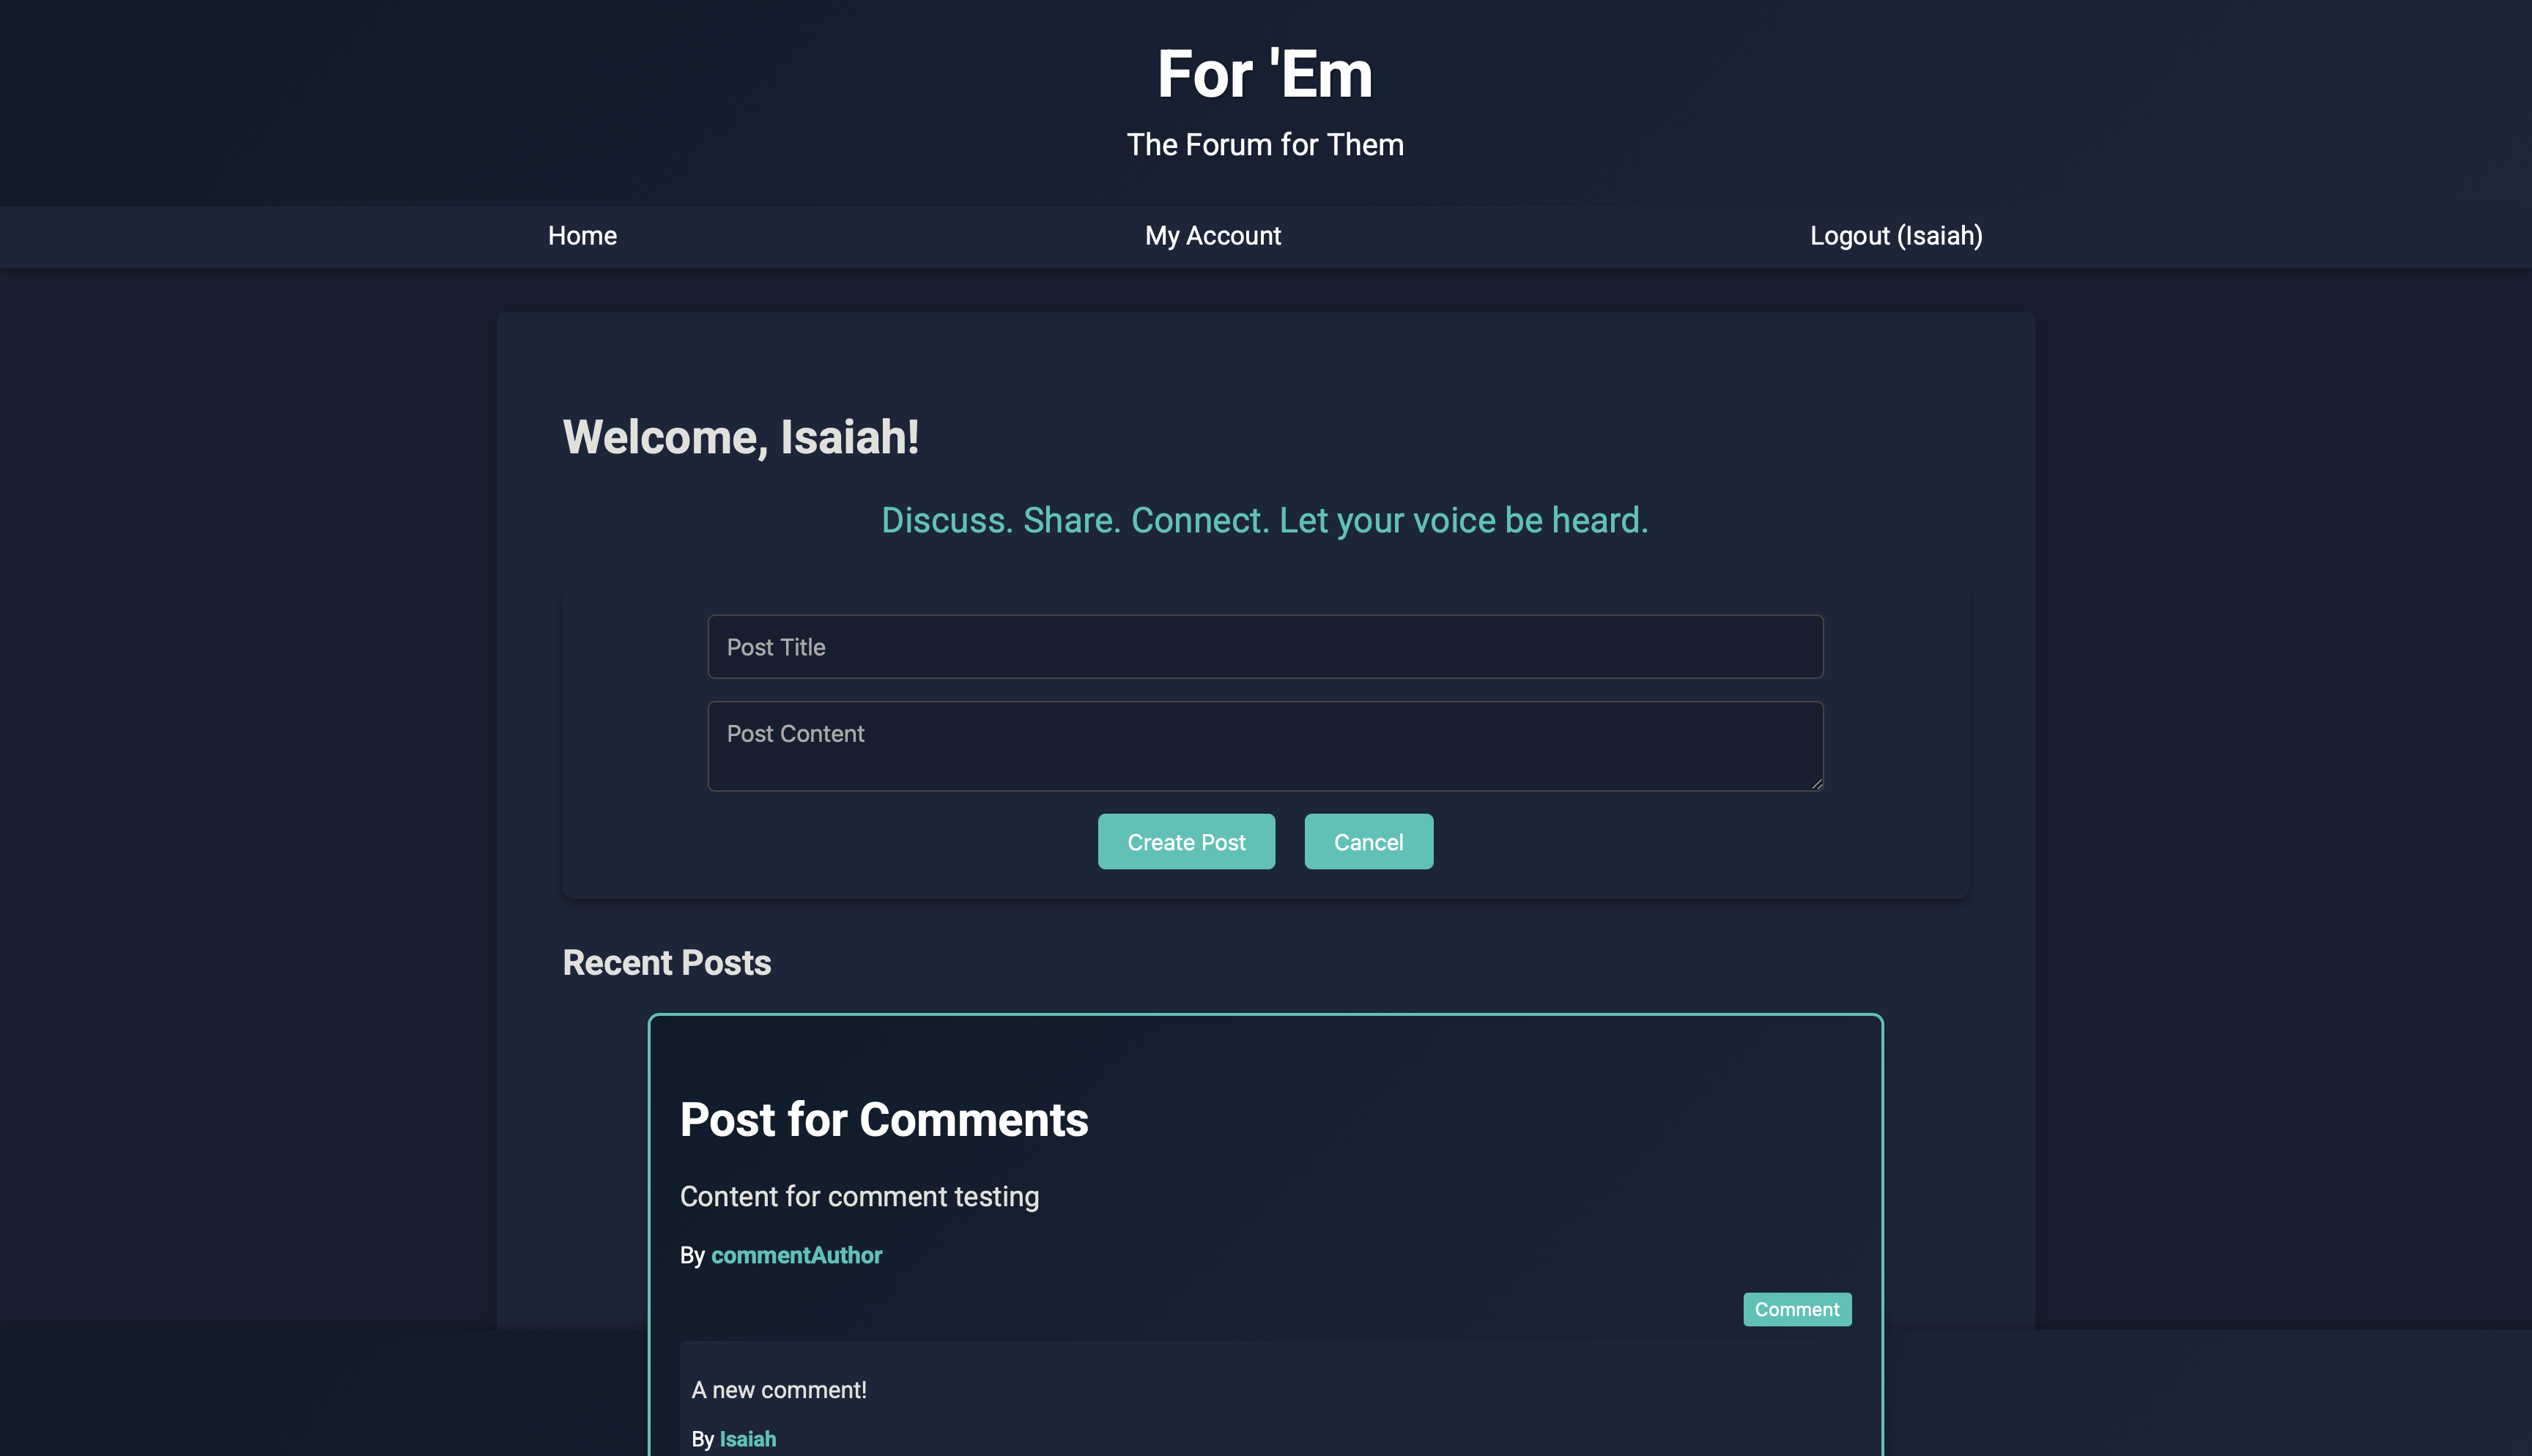 For 'Em
The Forum for Them
Home
My Account
Logout (Isaiah)
Welcome, Isaiah!
Discuss. Share. Connect. Let your voice be heard.
Post Title
Post Content
Create Post
Cancel
Recent Posts
Post for Comments
Content for comment testing
By commentAuthor
Comment
A new comment!
By Isaiah